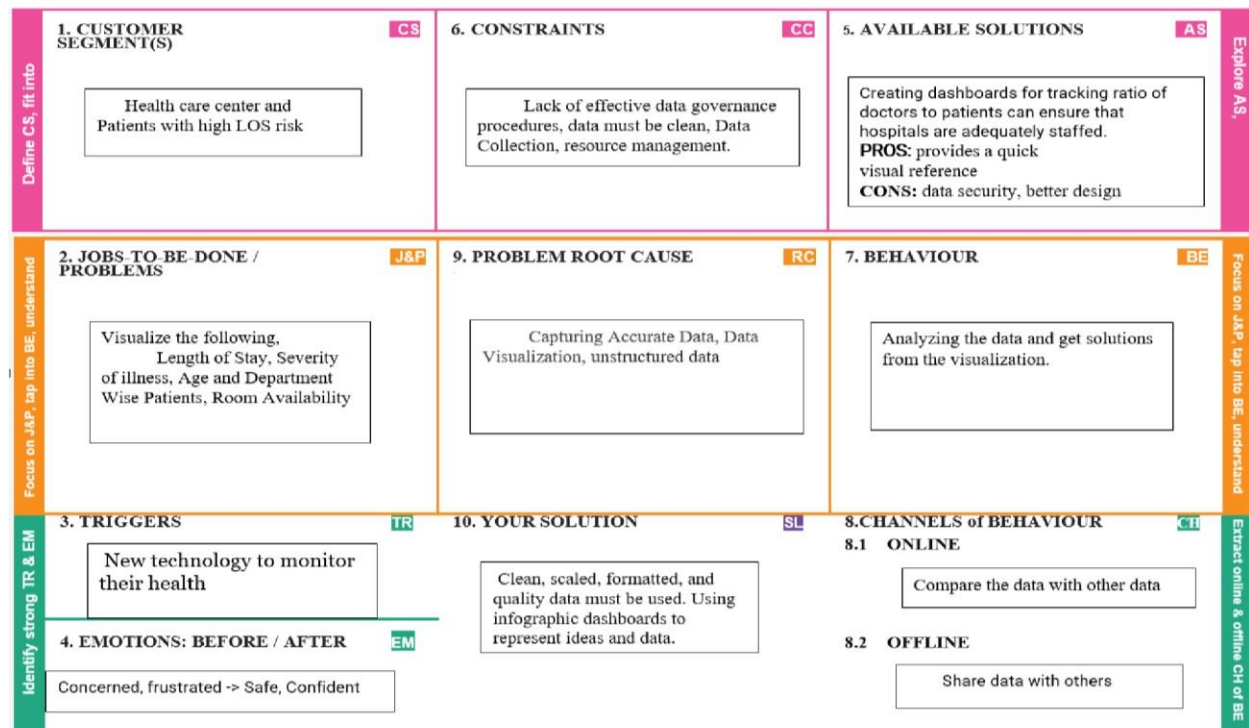 Define CS, fit into
1. CUSTOMER
SEGMENT(S)
CS
Health care center and
Patients with high LOS risk
6. CONSTRAINTS
CC
Lack of effective data governance
procedures, data must be clean, Data
Collection, resource management.
5. AVAILABLE SOLUTIONS
AS
Creating dashboards for tracking ratio of
doctors to patients can ensure that
hospitals are adequately staffed.
PROS: provides a quick
visual reference
CONS: data security, better design
Explore AS,
Focus on J&P, tap into BE, understand
2. JOBS-TO-BE-DONE /
PROBLEMS
J&P
Visualize the following,
Length of Stay, Severity
of illness, Age and Department
Wise Patients, Room Availability
9. PROBLEM ROOT CAUSE
RC
Capturing Accurate Data, Data
Visualization, unstructured data
7. BEHAVIOUR
BE
Analyzing the data and get solutions
from the visualization.
Focus on J&P, tap into BE, understand
Identify strong TR & EM
3. TRIGGERS
TR
New technology to monitor
their health
4. EMOTIONS: BEFORE / AFTER
EM
Concerned, frustrated -> Safe, Confident
10. YOUR SOLUTION
SL
Clean, scaled, formatted, and
quality data must be used. Using
infographic dashboards to
represent ideas and data.
8.CHANNELS of BEHAVIOUR
CH
8.1 ONLINE
Compare the data with other data
8.2 OFFLINE
Share data with others
Extract online & offline CH of BE